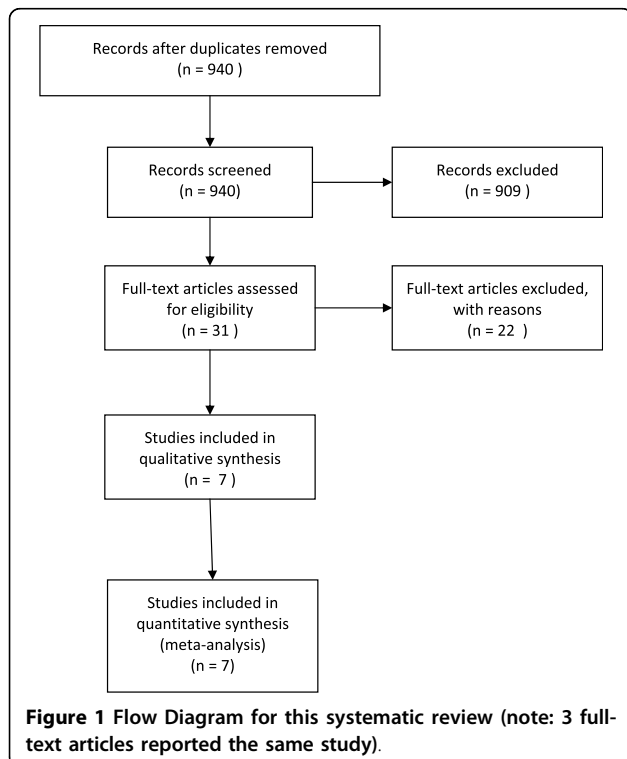 Records after duplicates removed
(n = 940 )
Records screened
(n = 940)
Records excluded
(n = 909 )
Full-text articles assessed
for eligibility
(n = 31 )
Full-text articles excluded,
with reasons
(n = 22 )
Studies included in
qualitative synthesis
(n = 7 )
Studies included in
quantitative synthesis
(meta-analysis)
(n = 7)
Figure 1 Flow Diagram for this systematic review (note: 3 full-
text articles reported the same study).